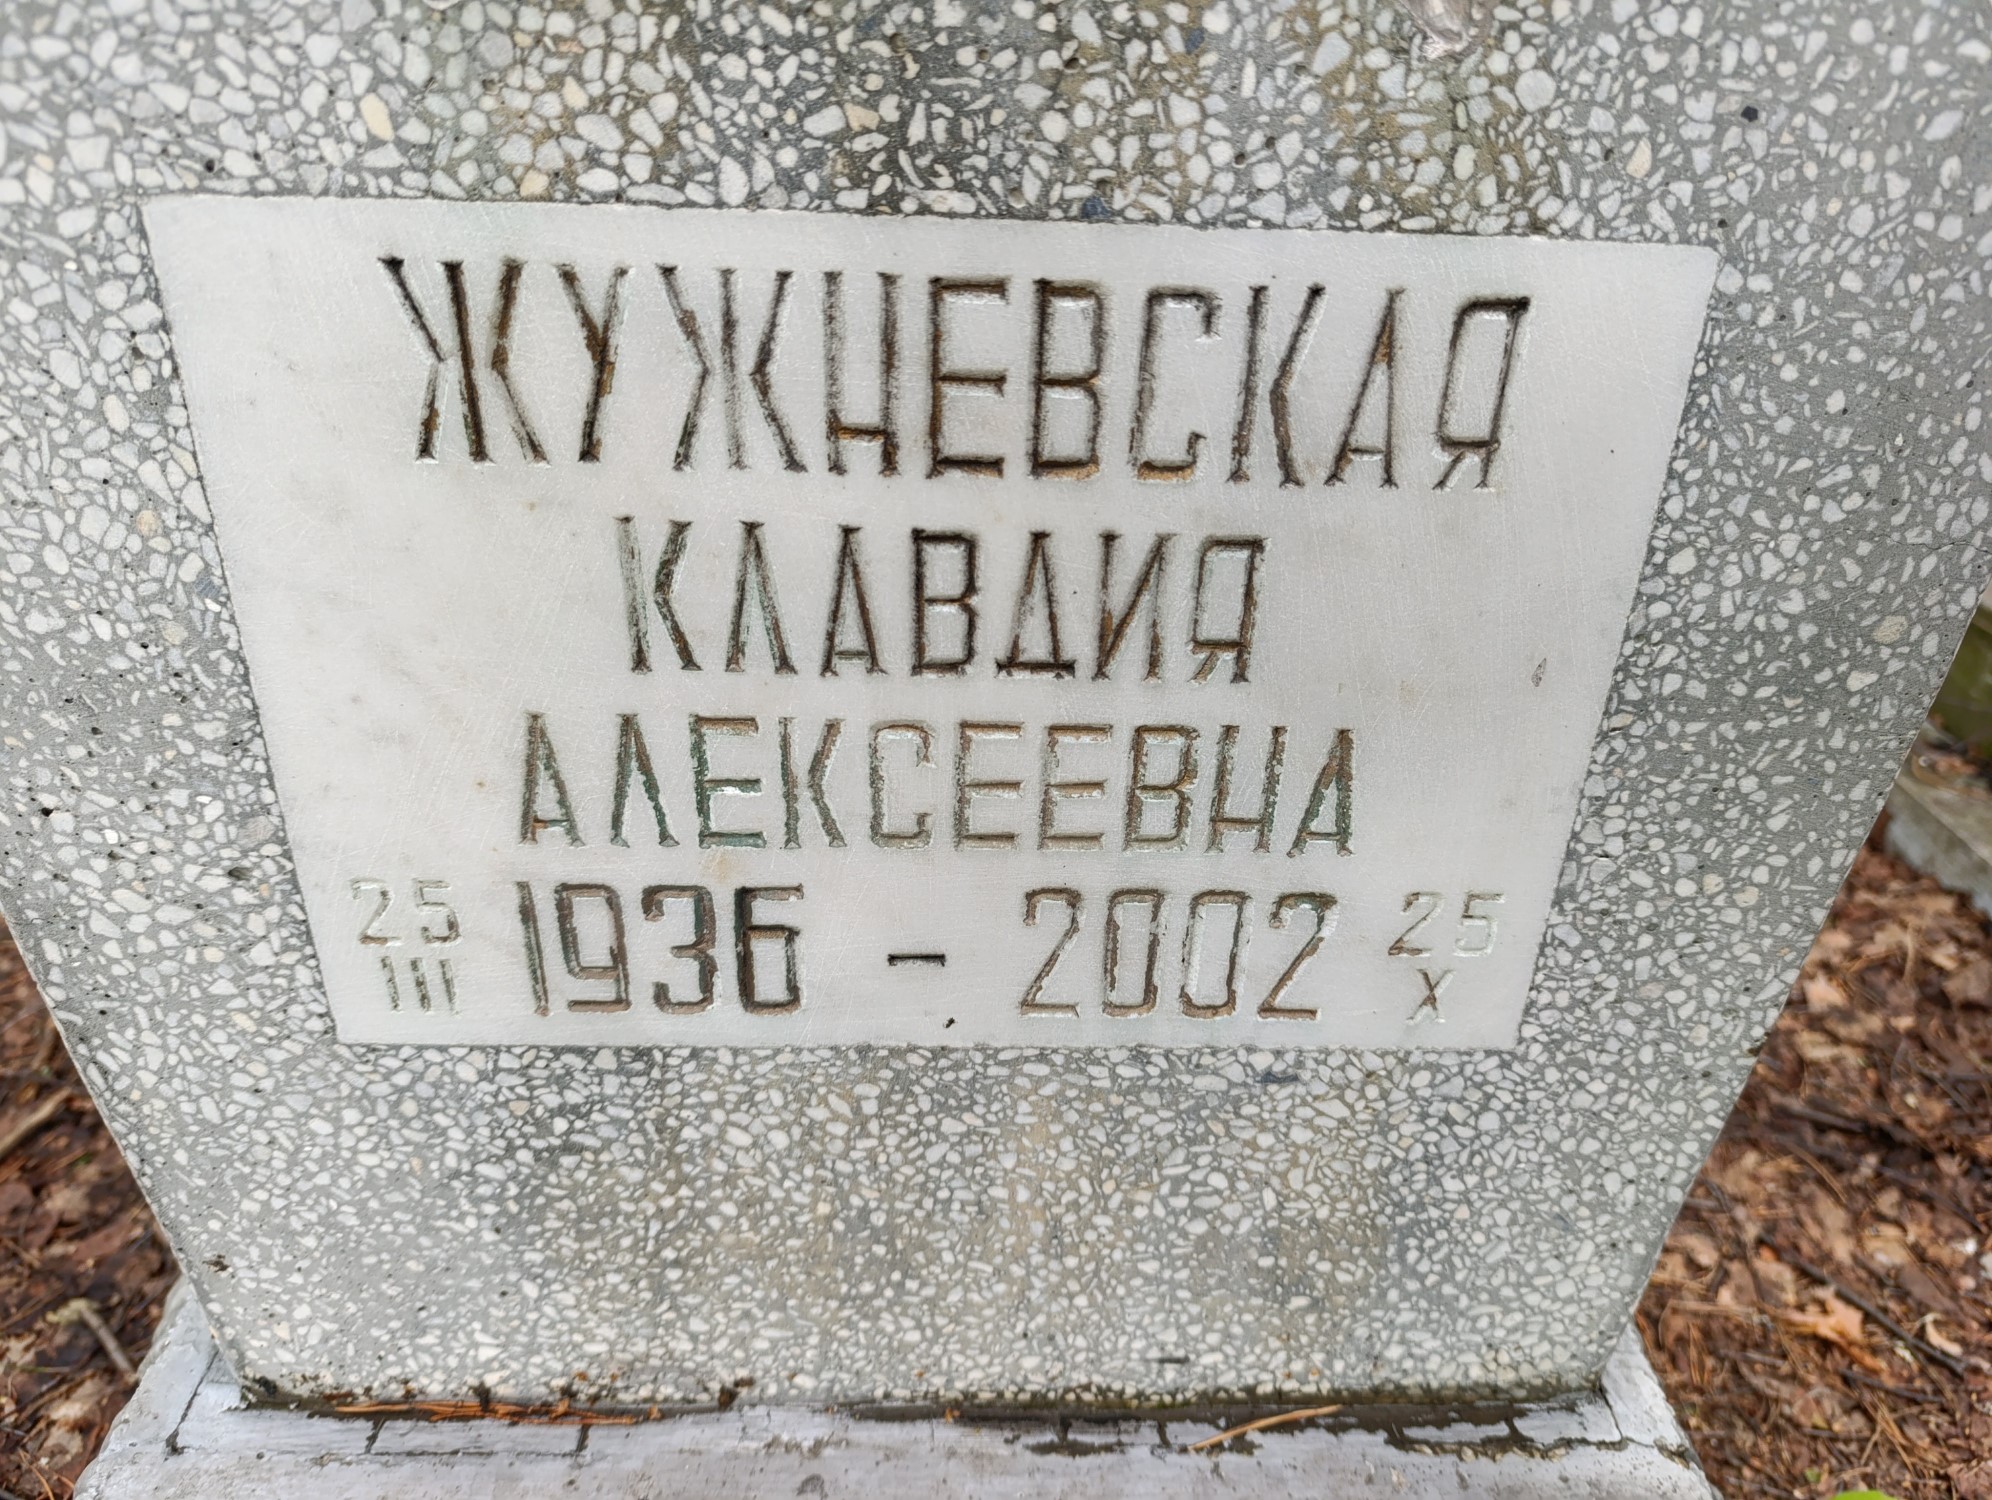 ЖУЖНЕВСКАЯ
КЛАВДИЯ
АЛЕКСЕЕВНА
25 1936 - 2002 25
III X